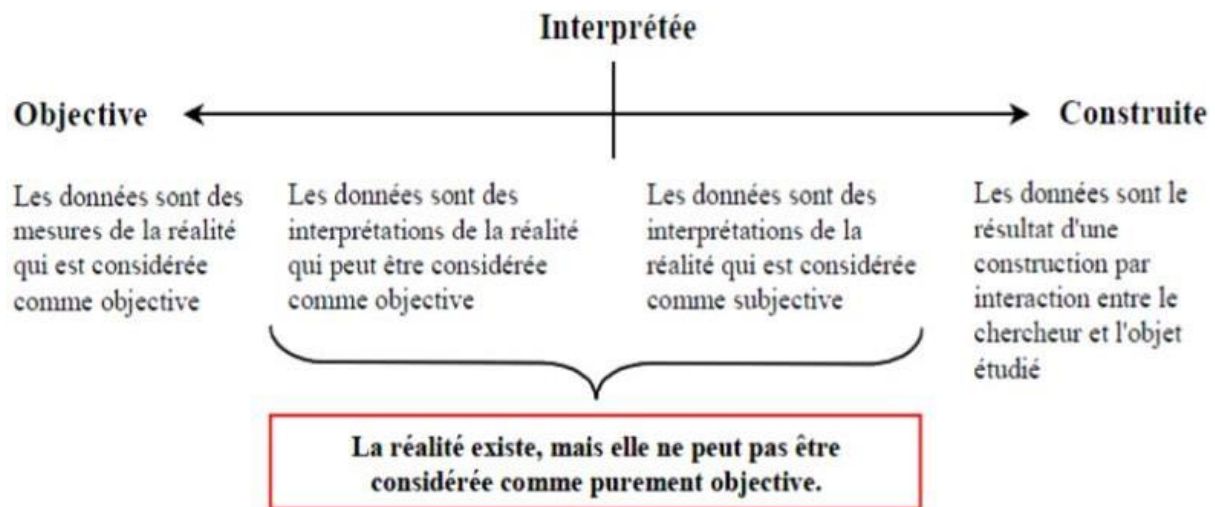 Interprétée
Objective
Construite
Les données sont des
mesures de la réalité
qui est considérée
comme objective
Les données sont des
interprétations de la réalité
qui peut être considérée
comme objective
Les données sont des
interprétations de la
réalité qui est considérée
comme subjective
Les données sont le
résultat d'une
construction par
interaction entre le
chercheur et l'objet
étudié
La réalité existe, mais elle ne peut pas être
considérée comme purement objective.